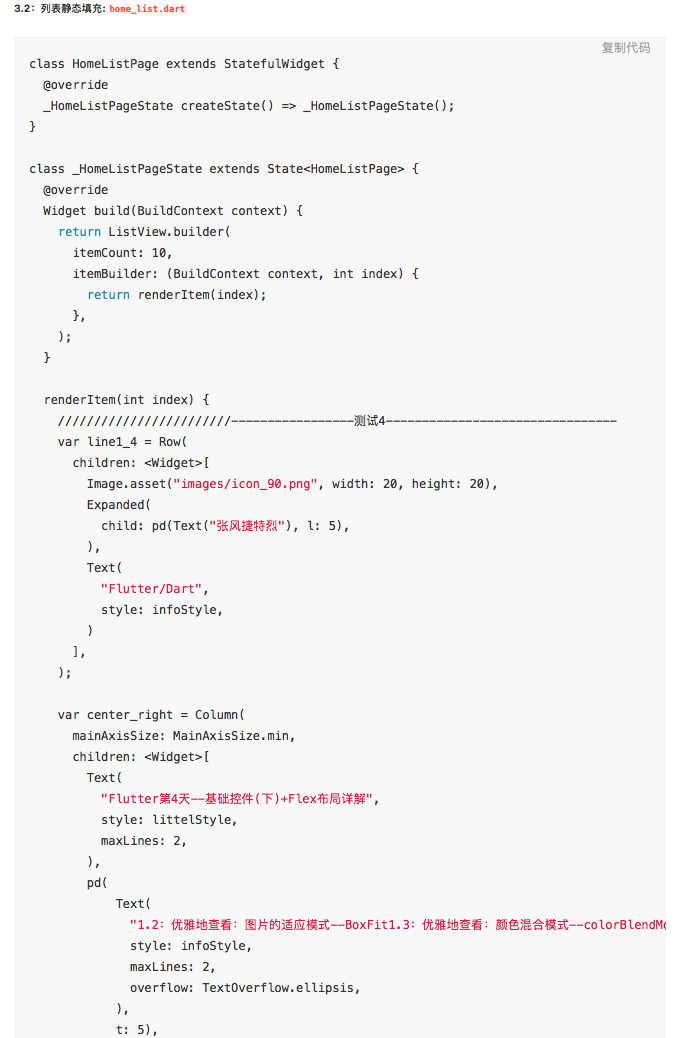 3.2：列表静态填充: home_list.dart
复制代码
class HomeListPage extends StatefulWidget {
  @override
  _HomeListPageState createState() => _HomeListPageState();
}

class _HomeListPageState extends State<HomeListPage> {
  @override
  Widget build(BuildContext context) {
    return ListView.builder(
      itemCount: 10,
      itemBuilder: (BuildContext context, int index) {
        return renderItem(index);
      },
    );
  }

  renderItem(int index) {
    ////////////////////////-----------------测试4--------------------------------
    var line1_4 = Row(
      children: <Widget>[
        Image.asset("images/icon_90.png", width: 20, height: 20),
        Expanded(
          child: pd(Text("张风捷特烈"), l: 5),
        ),
        Text(
          "Flutter/Dart",
          style: infoStyle,
        )
      ],
    );

    var center_right = Column(
      mainAxisSize: MainAxisSize.min,
      children: <Widget>[
        Text(
          "Flutter第4天--基础控件(下)+Flex布局详解",
          style: littelStyle,
          maxLines: 2,
        ),
        pd(
            Text(
              "1.2：优雅地查看：图片的适应模式--BoxFit1.3：优雅地查看：颜色混合模式--colorBlendMo
              style: infoStyle,
              maxLines: 2,
              overflow: TextOverflow.ellipsis,
            ),
            t: 5),